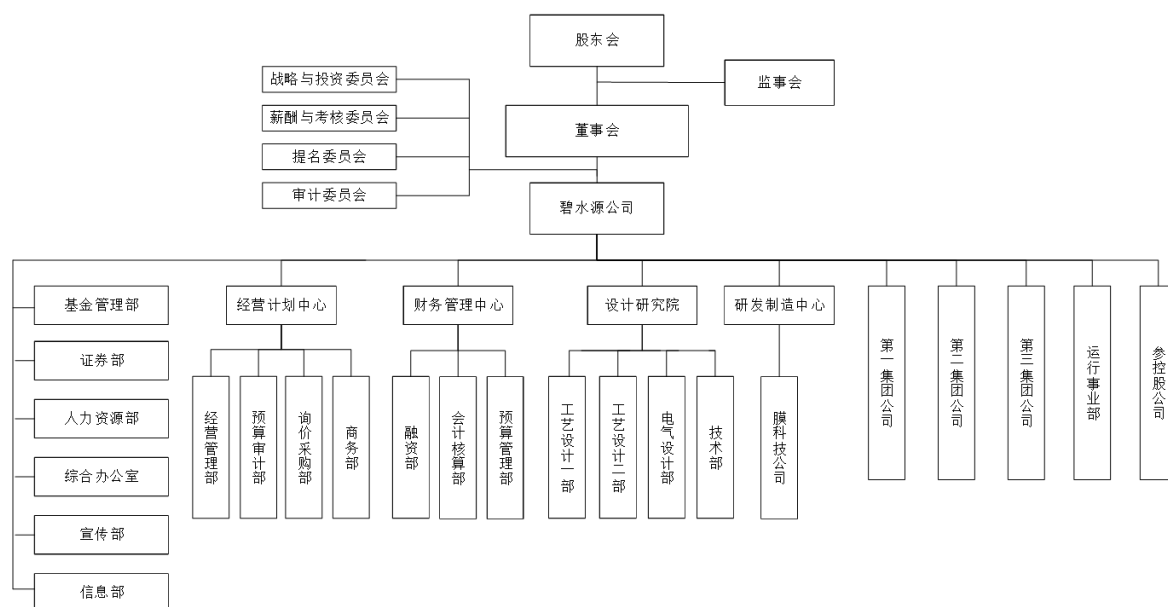 股东会
监事会
战略与投资委员会
薪酬与考核委员会
提名委员会
审计委员会
董事会
碧水源公司
基金管理部
证券部
人力资源部
综合办公室
宣传部
信息部
经营计划中心
经营管理部
预算审计部
询价采购部
商务部
财务管理中心
融资部
会计核算部
预算管理部
设计研究院
工艺设计一部
工艺设计二部
电气设计部
技术部
研发制造中心
膜科技公司
第一集团公司
第二集团公司
第三集团公司
运行事业部
参控股公司